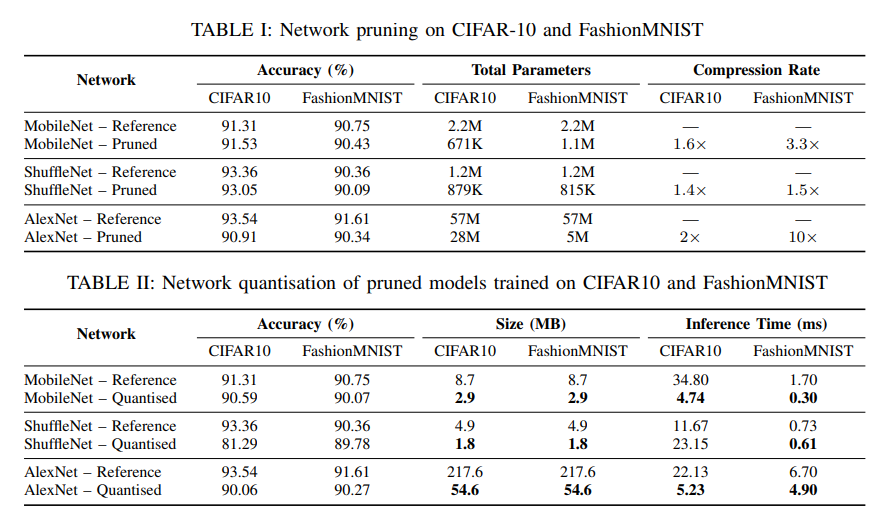 TABLE I: Network pruning on CIFAR-10 and FashionMNIST
Network Accuracy (%) Total Parameters Compression Rate
CIFAR10 FashionMNIST CIFAR10 FashionMNIST CIFAR10 FashionMNIST
MobileNet – Reference 91.31 90.75 2.2M 2.2M — —
MobileNet – Pruned 91.53 90.43 671K 1.1M 1.6× 3.3×
ShuffleNet – Reference 93.36 90.36 1.2M 1.2M — —
ShuffleNet – Pruned 93.05 90.09 879K 815K 1.4× 1.5×
AlexNet – Reference 93.54 91.61 57M 57M — —
AlexNet – Pruned 90.91 90.34 28M 5M 2× 10×
TABLE II: Network quantisation of pruned models trained on CIFAR10 and FashionMNIST
Network Accuracy (%) Size (MB) Inference Time (ms)
CIFAR10 FashionMNIST CIFAR10 FashionMNIST CIFAR10 FashionMNIST
MobileNet – Reference 91.31 90.75 8.7 8.7 34.80 1.70
MobileNet – Quantised 90.59 90.07 2.9 2.9 4.74 0.30
ShuffleNet – Reference 93.36 90.36 4.9 4.9 11.67 0.73
ShuffleNet – Quantised 81.29 89.78 1.8 1.8 23.15 0.61
AlexNet – Reference 93.54 91.61 217.6 217.6 22.13 6.70
AlexNet – Quantised 90.06 90.27 54.6 54.6 5.23 4.90